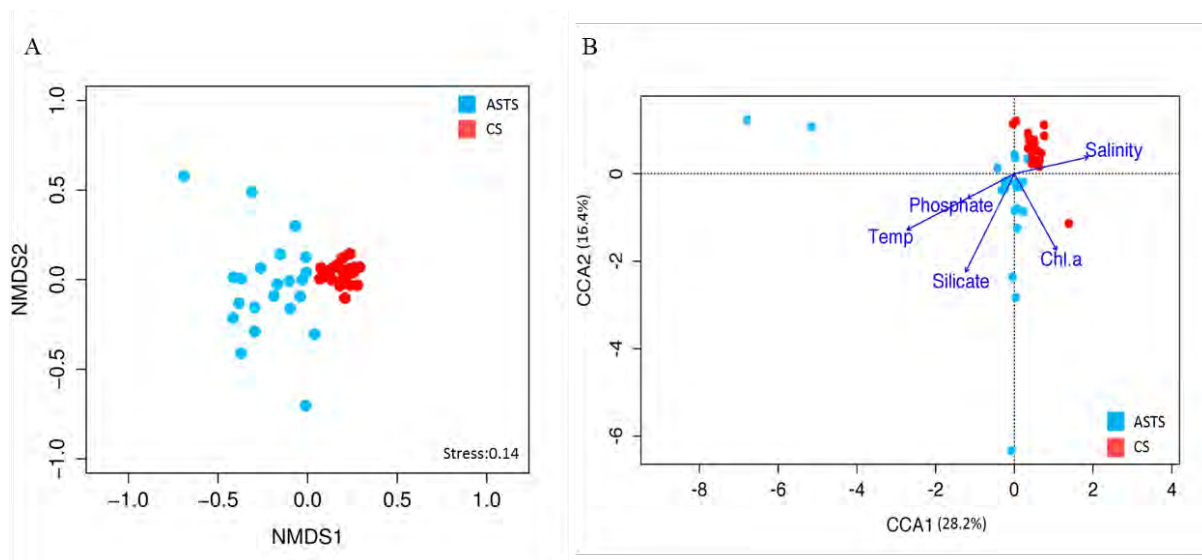 A
1.0
0.5
0.0
−0.5
−1.0
NMDS2
ASTS
CS
Stress:0.14
−1.0
−0.5
0.0
0.5
1.0
NMDS1
B
0
-2
-4
-6
CCA2 (16.4%)
Salinity
Phosphate
Temp
Silicate
Chl.a
ASTS
CS
-8
-6
-4
-2
0
2
4
CCA1 (28.2%)